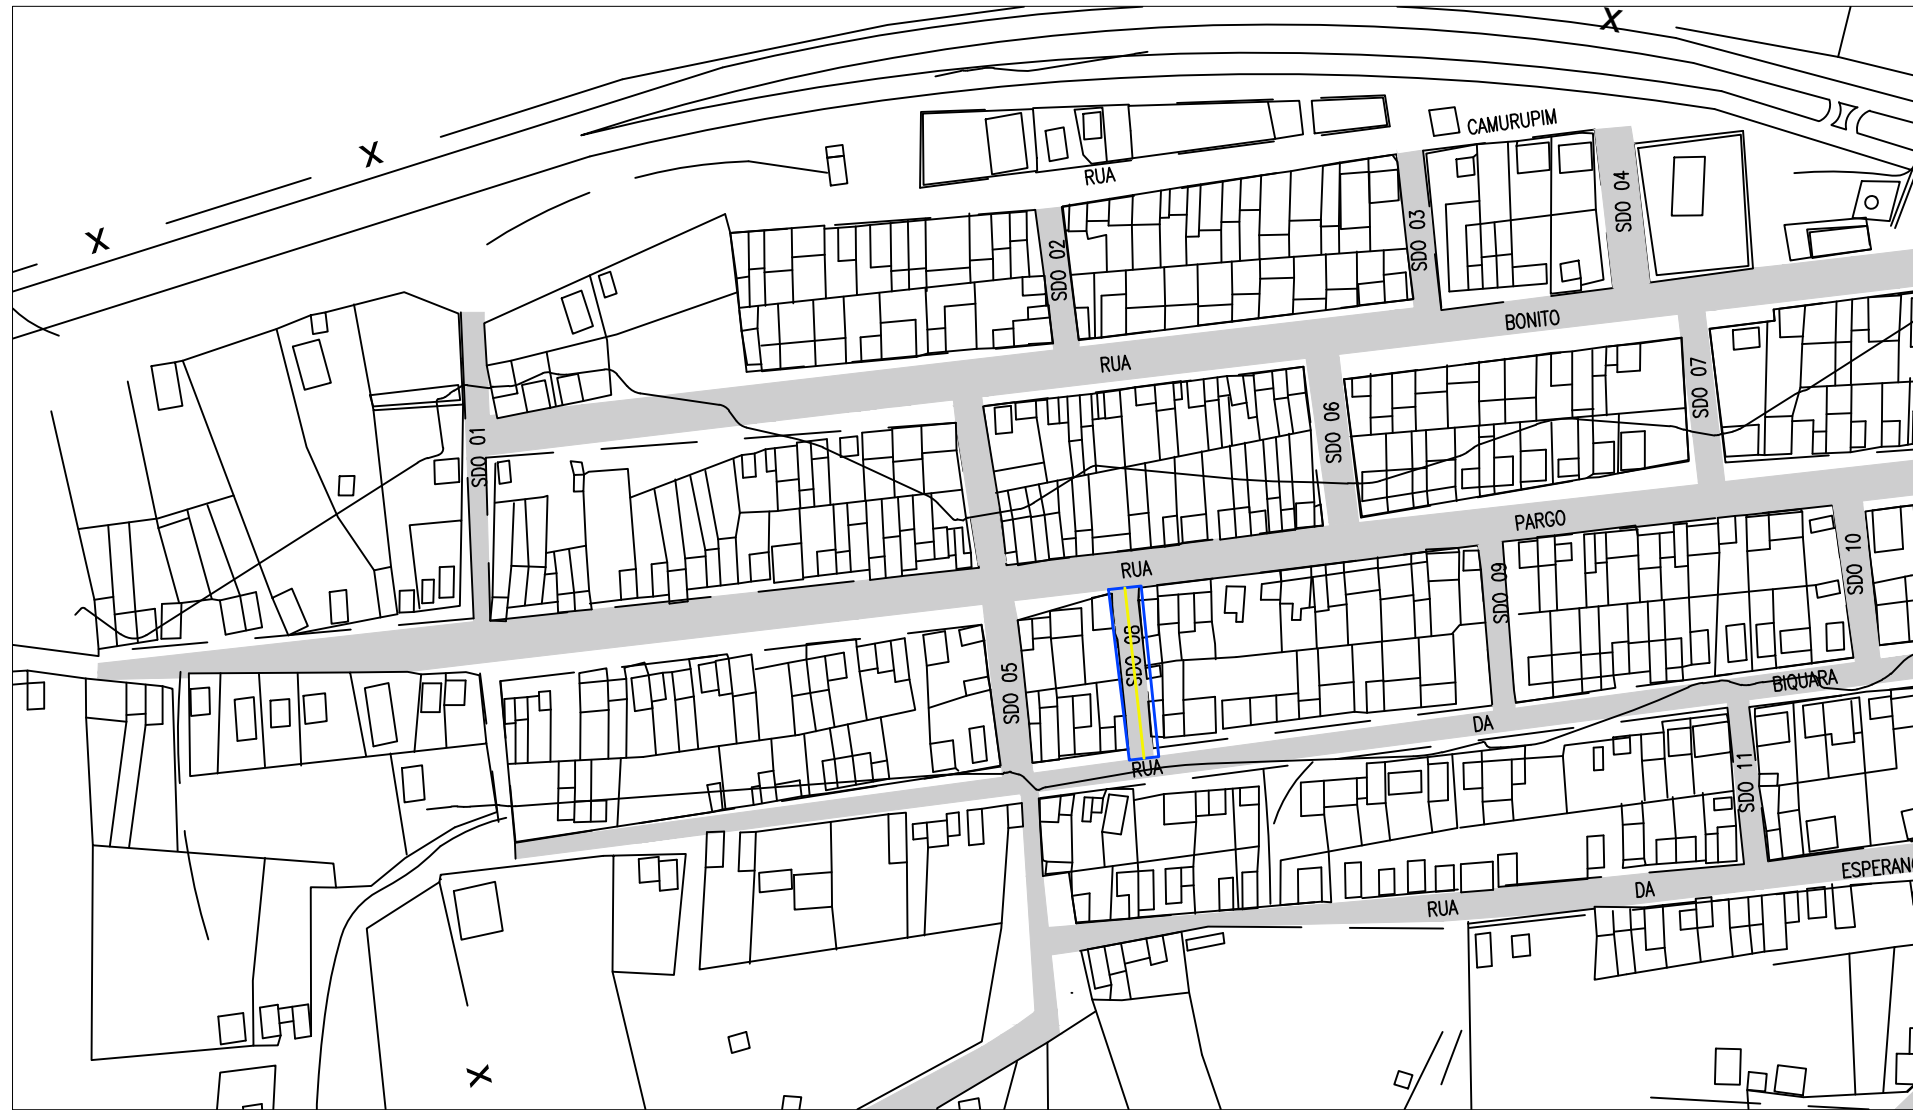 X
X
X
CAMURUPIM
RUA
SDO 04
SDO 03
SDO 02
BONITO
RUA
SDO 07
SDO 06
SDO 01
PARGO
RUA
SDO 10
SDO 09
SDO 08
SDO 05
BIQUARA
DA
RUA
SDO 11
ESPERAN
DA
RUA
X